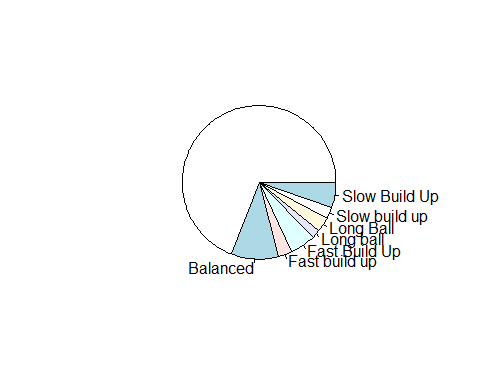 Slow Build Up
Slow build up
Long Ball
Long ball
Fast Build Up
Fast build up
Balanced